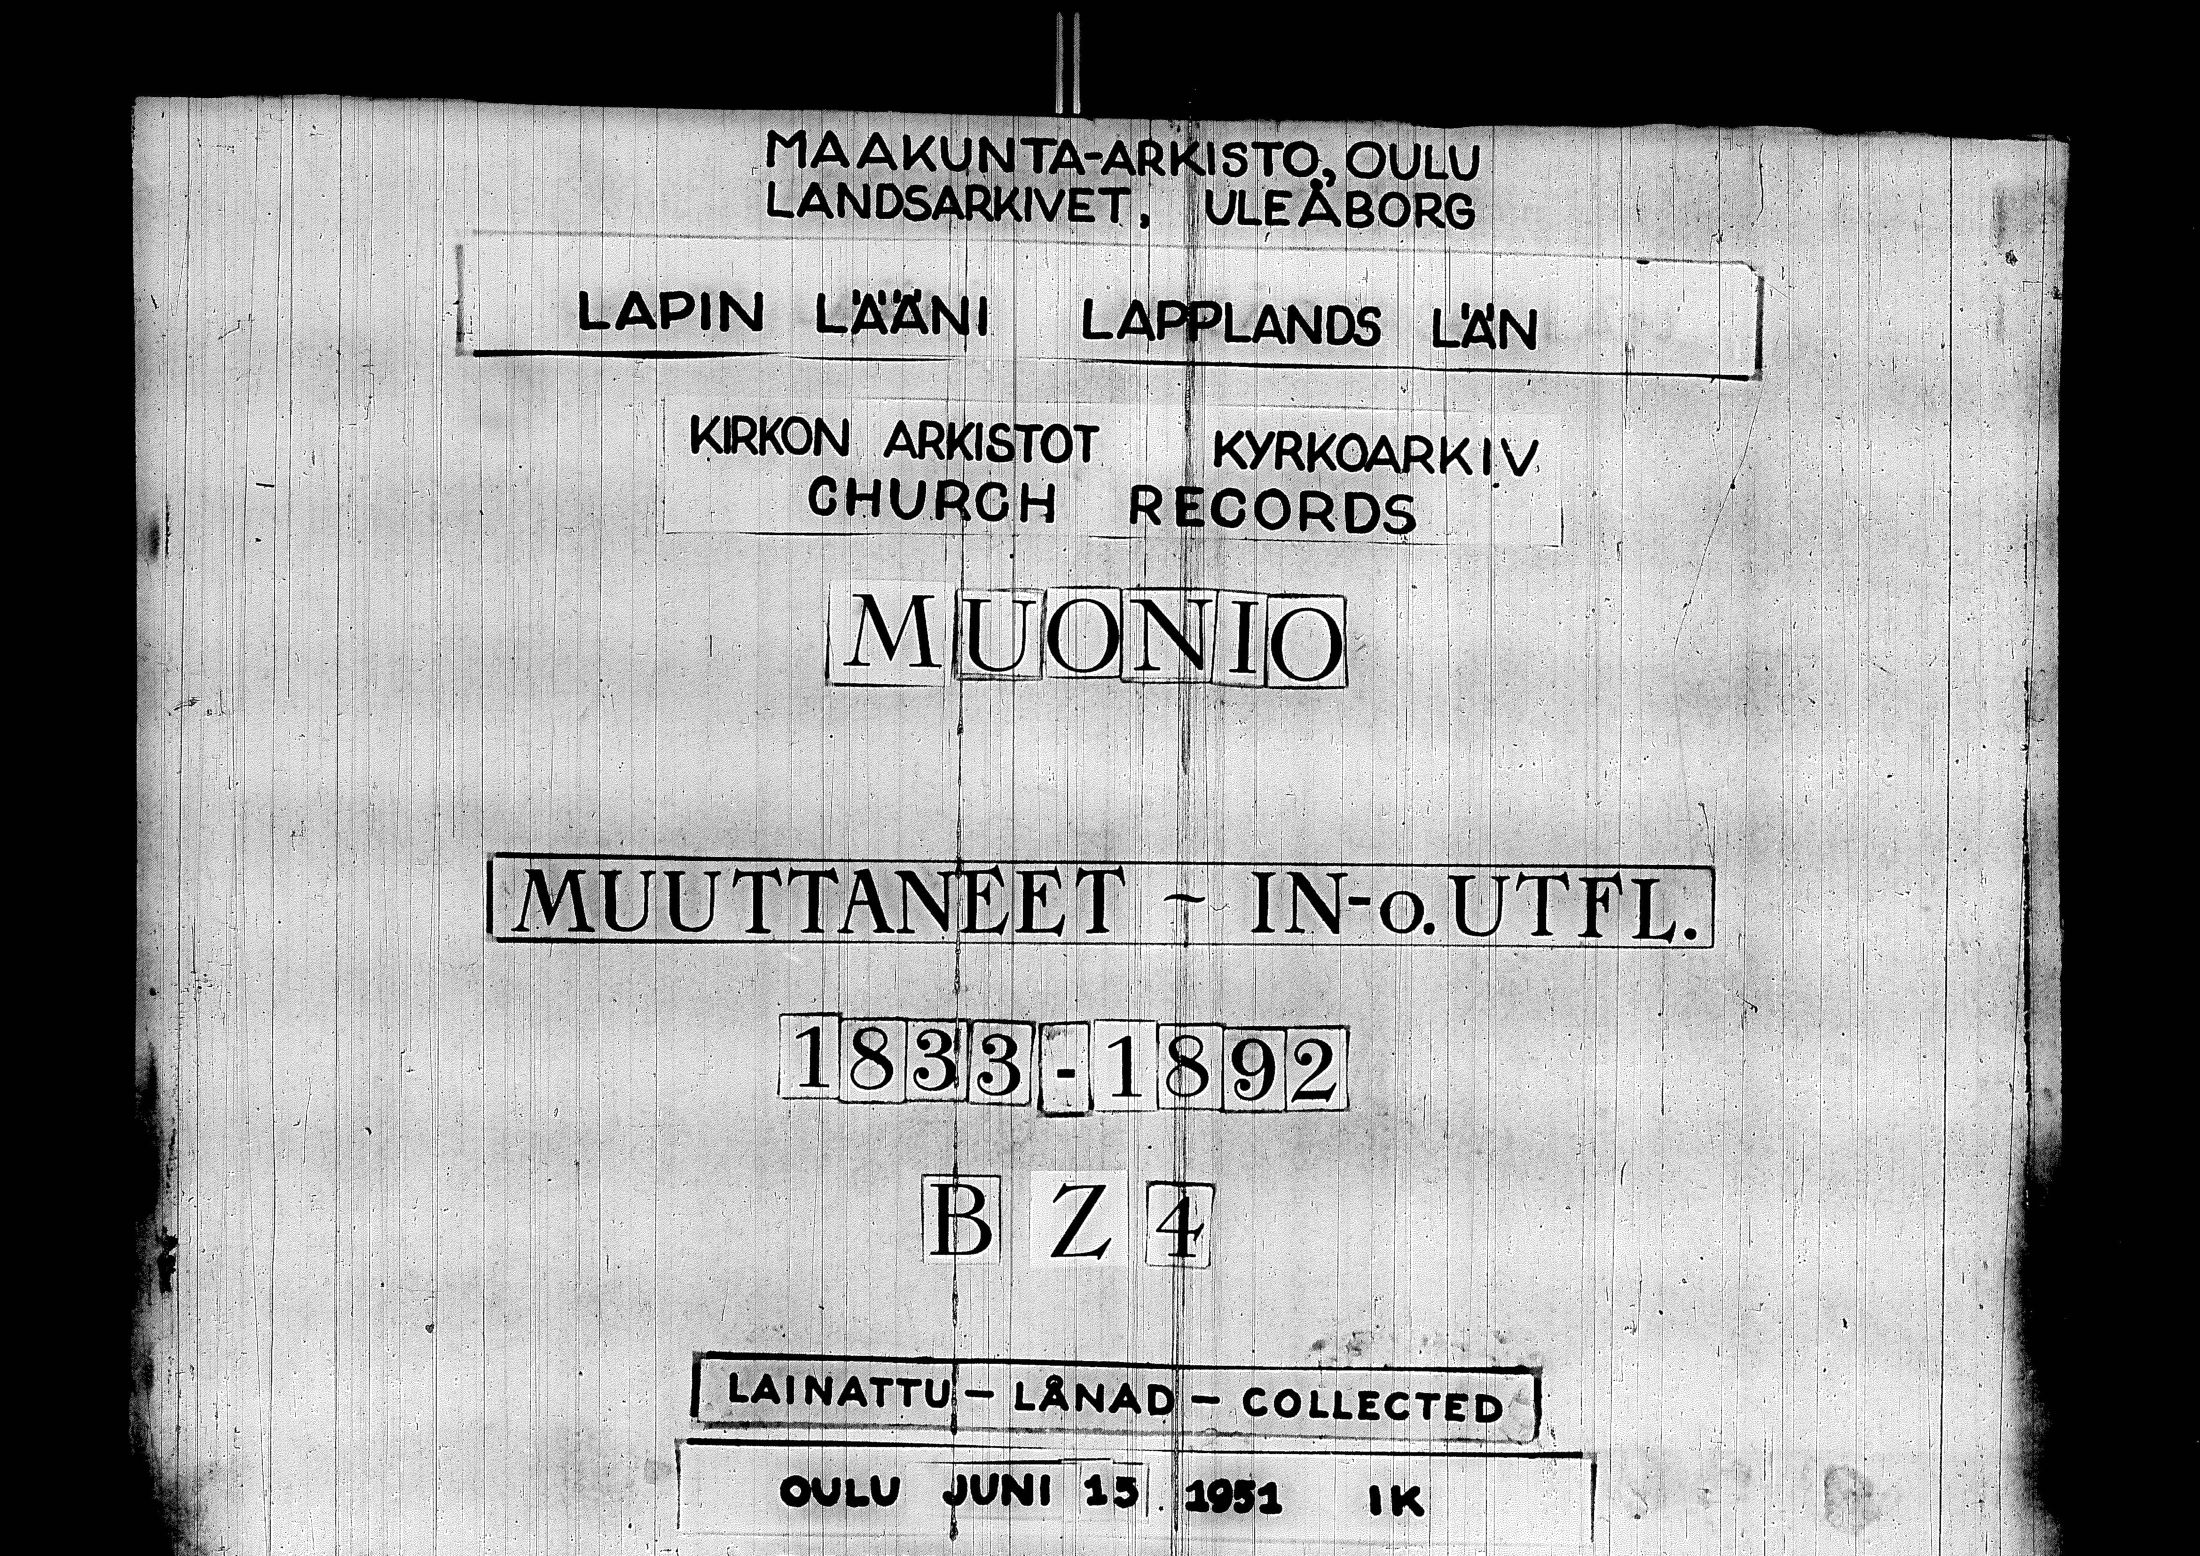 MAAKUNTA-ARKISTO, OULU
LANDSARKIVET, ULEÅBORG
LAPIN LÄÄNI LAPPLANDS LÄN
KIRKON ARKISTOT KYRKOARKIV
CHURCH RECORDS
MUONIO
MUUTTANEET ~ IN-o. UTFL.
1833-1892
B Z 4
LAINATTU - LÅNAD - COLLECTED
OULU JUNI 15. 1951 IK